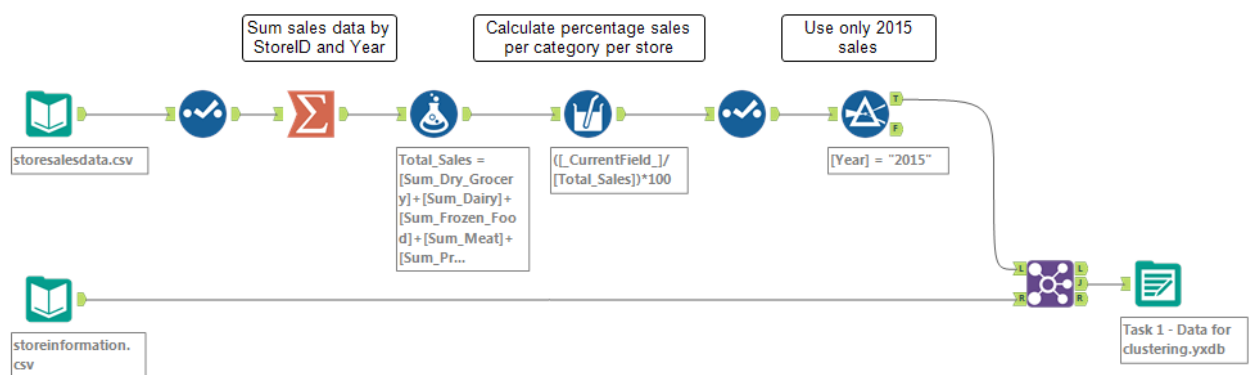 Sum sales data by
StoreID and Year
Calculate percentage sales
per category per store
Use only 2015
sales
T
F
storesalesdata.csv
Total_Sales =
[Sum_Dry_Grocer
y]+[Sum_Dairy]+
[Sum_Frozen_Foo
d]+[Sum_Meat]+
[Sum_Pr...
([_CurrentField_]/
[Total_Sales])*100
[Year] = "2015"
L
R
L
J
R
storeinformation.
csv
Task 1 - Data for
clustering.yxdb